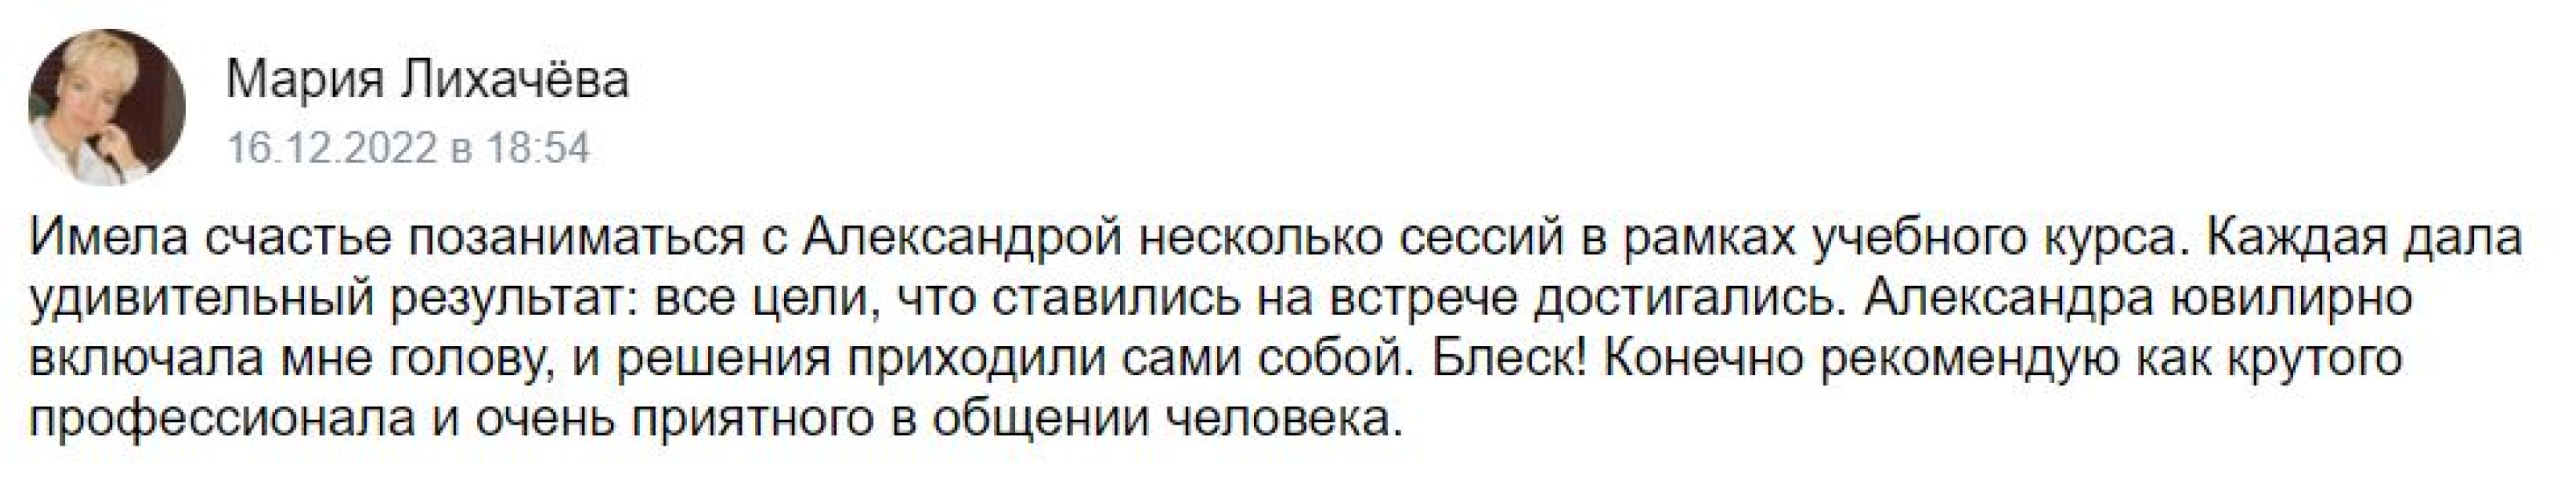 Мария Лихачёва
16.12.2022 в 18:54
Имела счастье позаниматься с Александрой несколько сессий в рамках учебного курса. Каждая дала
удивительный результат: все цели, что ставились на встрече достигались. Александра ювилирно
включала мне голову, и решения приходили сами собой. Блеск! Конечно рекомендую как крутого
профессионала и очень приятного в общении человека.